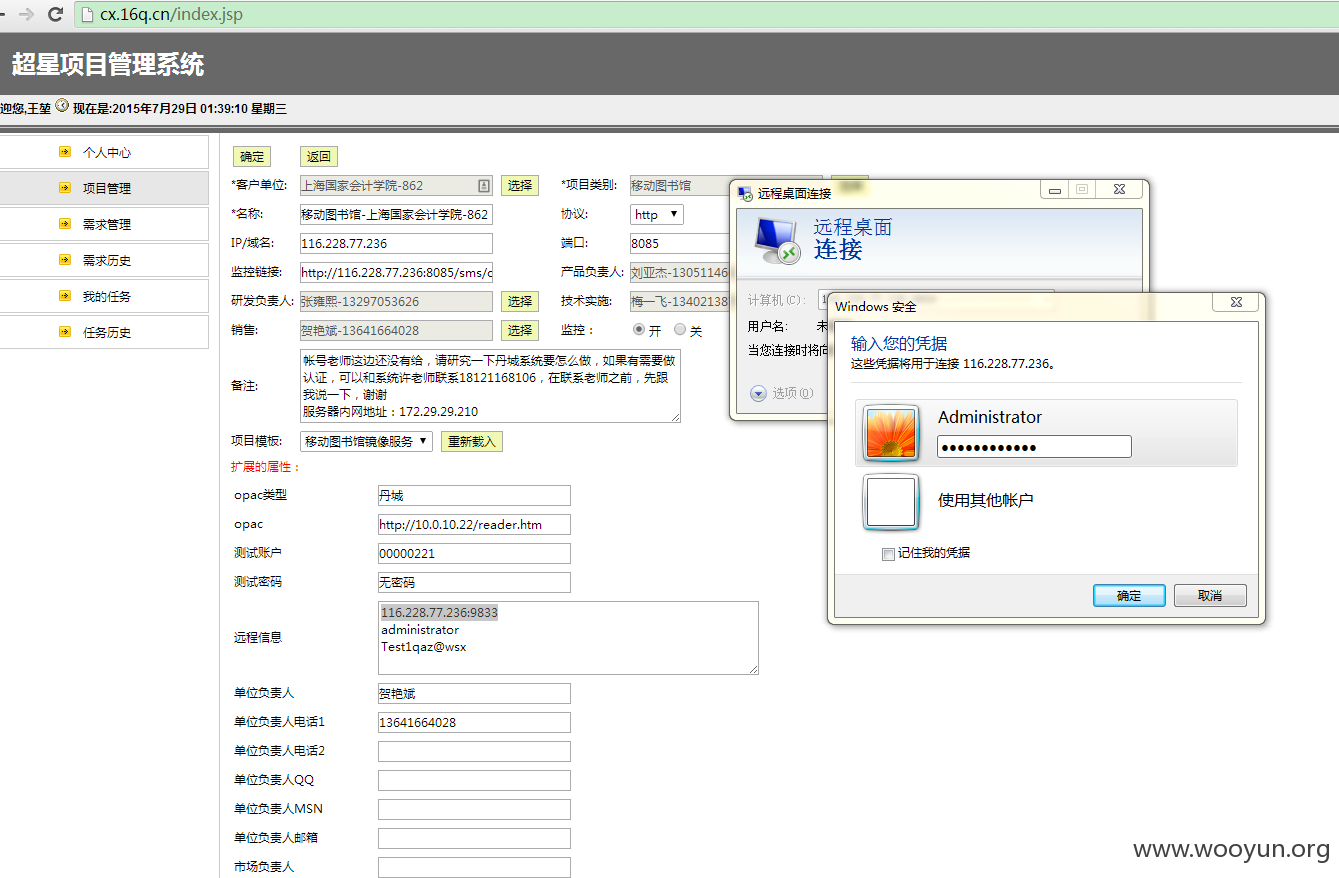 cx.16q.cn/index.jsp
超星项目管理系统
迎您,王堃 现在是:2015年7月29日 01:39:10 星期三
个人中心
项目管理
需求管理
需求历史
我的任务
任务历史
确定 返回
*客户单位: 上海国家会计学院-862 选择 *项目类别: 移动图书馆
*名称: 移动图书馆-上海国家会计学院-862 协议: http
IP/域名: 116.228.77.236 端口: 8085
监控链接: http://116.228.77.236:8085/sms/c 产品负责人: 刘亚杰-13051146
研发负责人: 张雍熙-13297053626 选择 技术实施: 梅一飞-13402138
销售: 贺艳斌-13641664028 选择 监控： 开 关
备注:
帐号老师这边还没有给，请研究一下丹城系统要怎么做，如果有需要做
认证，可以和系统许老师联系18121168106，在联系老师之前，先跟
我说一下，谢谢
服务器内网地址：172.29.29.210
项目模板: 移动图书馆镜像服务 重新载入
扩展的属性：
opac类型 丹城
opac http://10.0.10.22/reader.htm
测试账户 00000221
测试密码 无密码
远程信息
116.228.77.236:9833
administrator
Test1qaz@wsx
单位负责人 贺艳斌
单位负责人电话1 13641664028
单位负责人电话2
单位负责人QQ
单位负责人MSN
单位负责人邮箱
市场负责人
远程桌面连接
远程桌面
连接
计算机(C):
用户名: 未
当您连接时将向
选项(O)
Windows 安全
输入您的凭据
这些凭据将用于连接 116.228.77.236。
Administrator
●●●●●●●●●●●●
使用其他帐户
记住我的凭据
确定 取消
www.wooyun.org